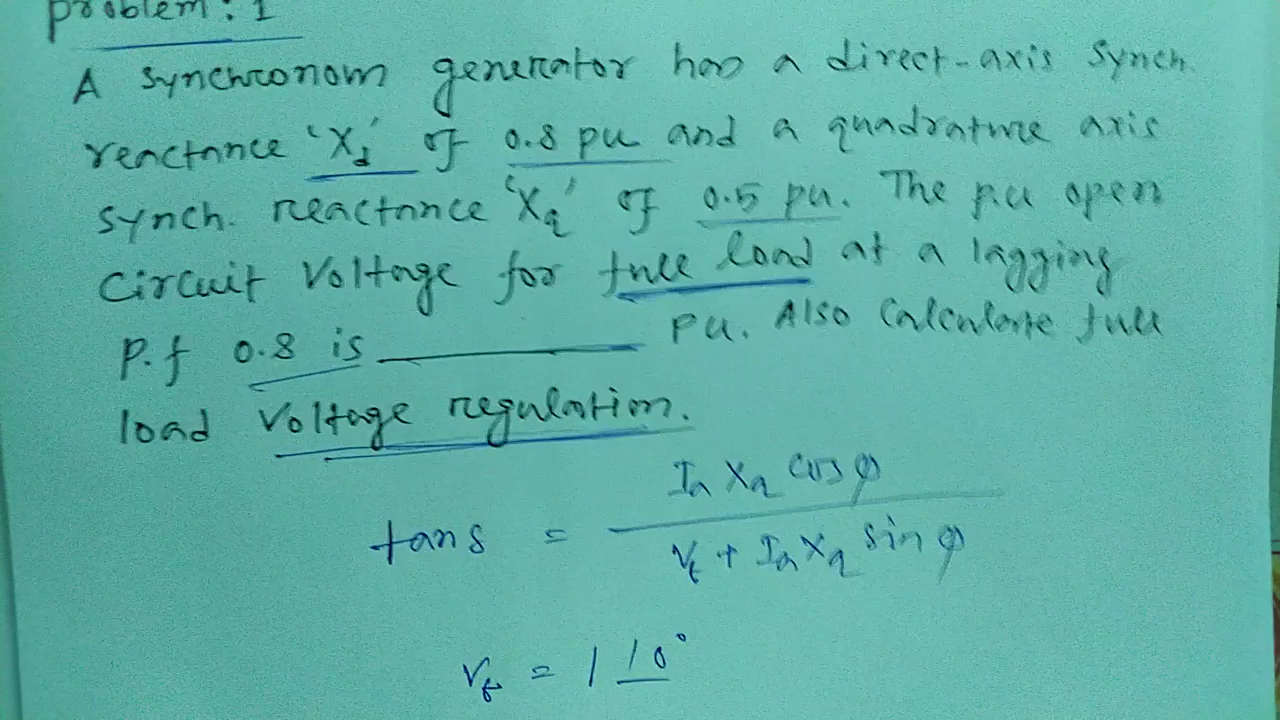 problem: 1
A synchronous generator has a direct-axis synch.
reactance 'Xd' of 0.8 pu and a quadrature axis
synch. reactance 'Xq' of 0.5 pu. The p.u open
circuit voltage for full load at a lagging
p.f 0.8 is ________ pu. Also calculate full
load voltage regulation.
tan δ = Ia Xq cos φ / Vt + Ia Xq sin φ
Vt = 1 ∠0°